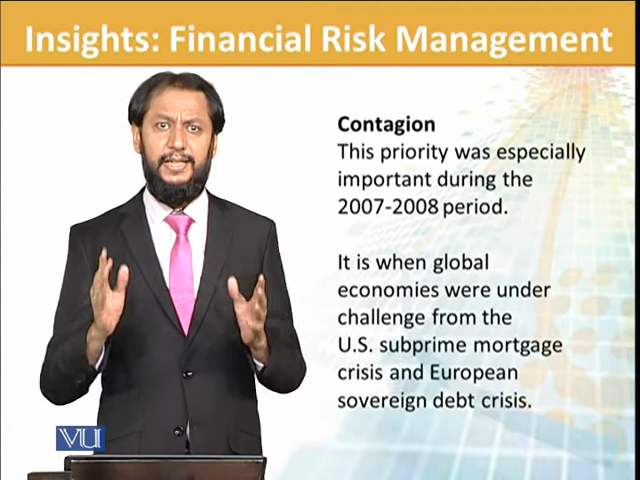 Insights: Financial Risk Management
Contagion
This priority was especially
important during the
2007-2008 period.
It is when global
economies were under
challenge from the
U.S. subprime mortgage
crisis and European
sovereign debt crisis.
VU